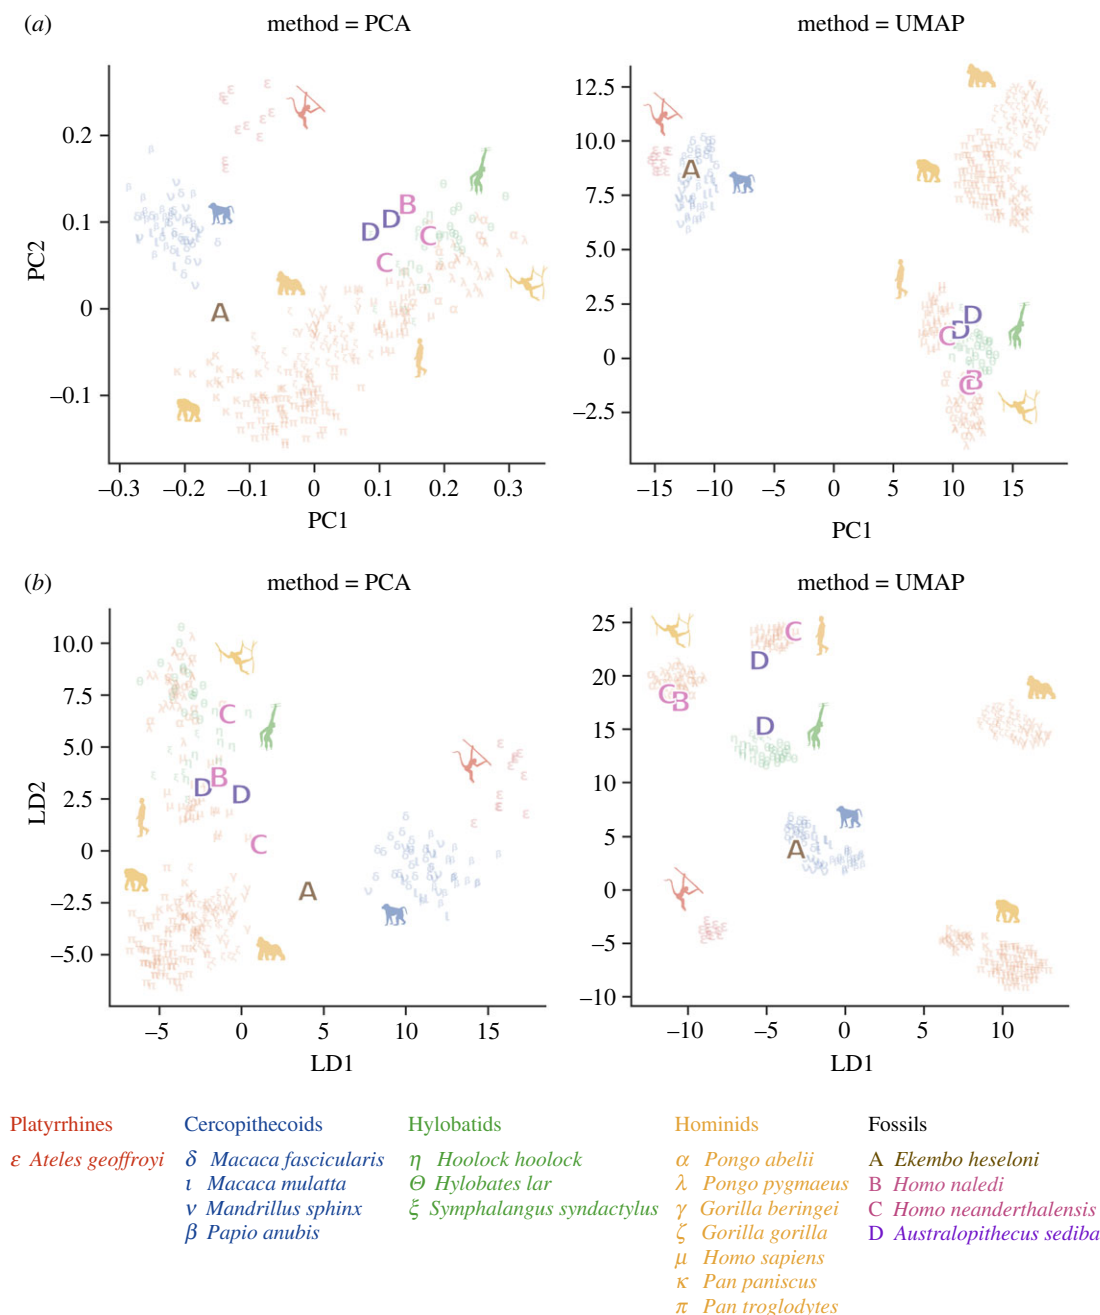 (a)
method = PCA
method = UMAP
PC2
0.2
0.1
0
–0.1
–0.3
–0.2
–0.1
0
0.1
0.2
0.3
PC1
A
B
C
C
D
D
12.5
10.0
7.5
5.0
2.5
0
–2.5
–15
–10
–5
0
5
10
15
PC1
A
B
C
C
D
D
(b)
method = PCA
method = UMAP
LD2
10.0
7.5
5.0
2.5
0
–2.5
–5.0
–5
0
5
10
15
LD1
A
B
C
C
D
D
25
20
15
10
5
0
–5
–10
–10
–5
0
5
10
LD1
A
B
C
C
D
D
Platyrrhines
ε Ateles geoffroyi
Cercopithecoids
δ Macaca fascicularis
ι Macaca mulatta
ν Mandrillus sphinx
β Papio anubis
Hylobatids
η Hoolock hoolock
Θ Hylobates lar
ξ Symphalangus syndactylus
Hominids
α Pongo abelii
λ Pongo pygmaeus
γ Gorilla beringei
ζ Gorilla gorilla
μ Homo sapiens
κ Pan paniscus
π Pan troglodytes
Fossils
A Ekembo heseloni
B Homo naledi
C Homo neanderthalensis
D Australopithecus sediba